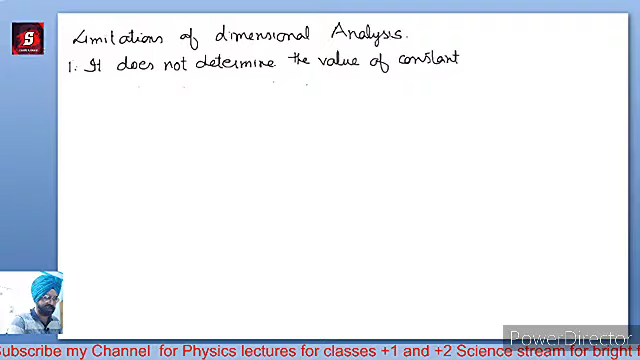 S
Limitations of dimensional Analysis.
1. It does not determine the value of constant
PowerDirector
Subscribe my Channel for Physics lectures for classes +1 and +2 Science stream for bright f